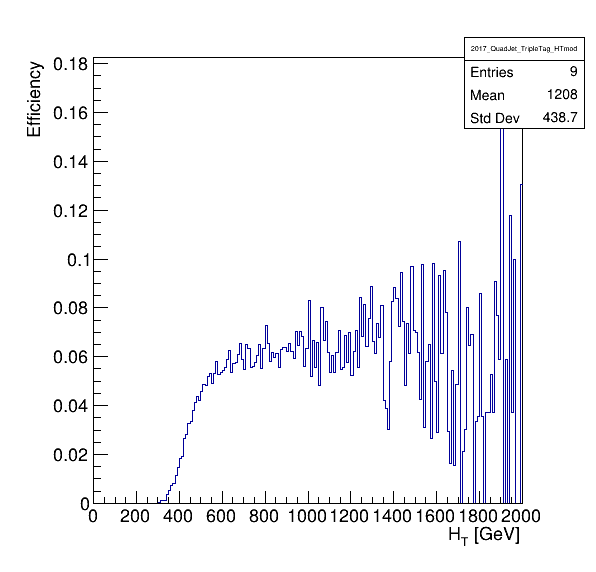 2017_QuadJet_TripleTag_HTmod
Entries 9
Mean 1208
Std Dev 438.7
Efficiency
0.18
0.16
0.14
0.12
0.1
0.08
0.06
0.04
0.02
0
0 200 400 600 800 1000 1200 1400 1600 1800 2000
H_T [GeV]